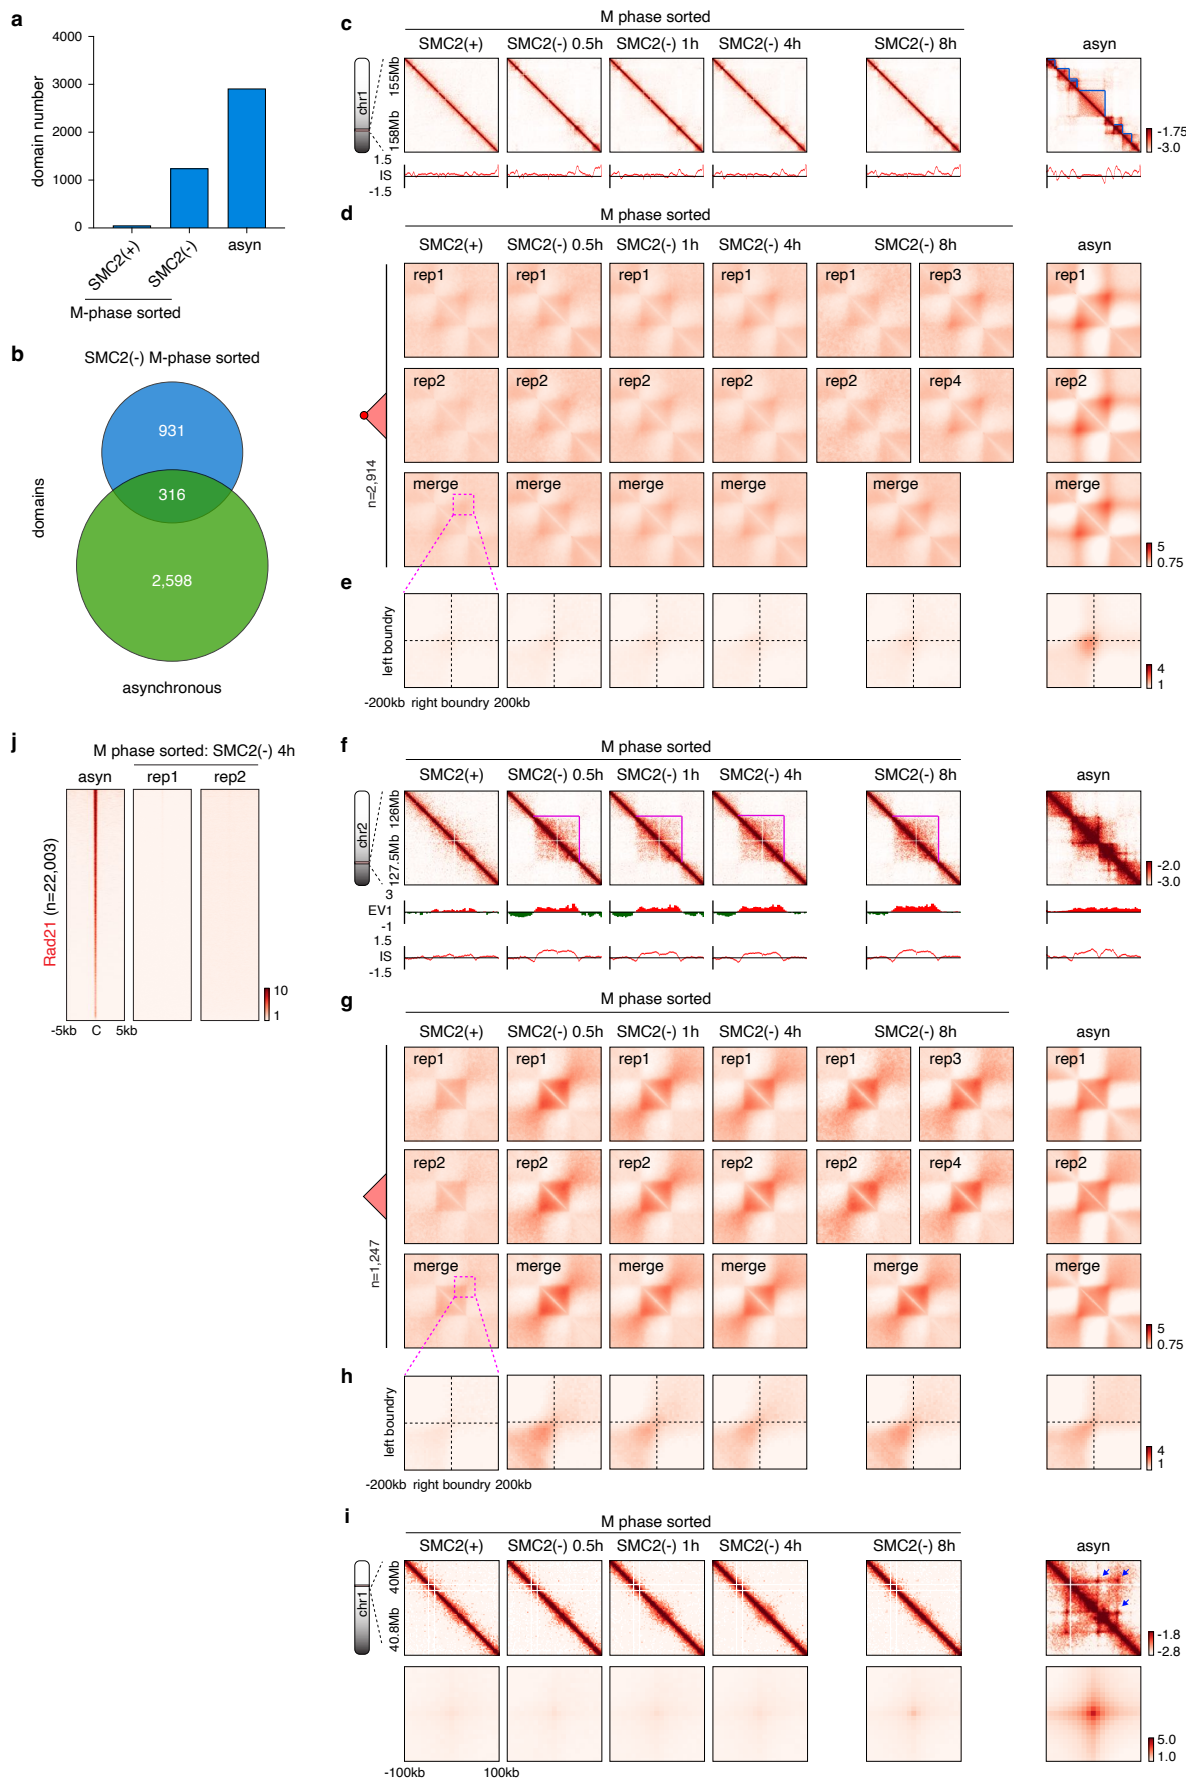 a
4000
3000
2000
1000
0
domain number
SMC2(+)
SMC2(-)
asyn
M-phase sorted
b
SMC2(-) M-phase sorted
931
316
2,598
domains
asynchronous
c
M phase sorted
SMC2(+) SMC2(-) 0.5h SMC2(-) 1h SMC2(-) 4h SMC2(-) 8h asyn
chr1
155Mb
158Mb
-1.75
-3.0
1.5
IS
-1.5
d
M phase sorted
SMC2(+) SMC2(-) 0.5h SMC2(-) 1h SMC2(-) 4h SMC2(-) 8h asyn
rep1 rep1 rep1 rep1 rep1 rep3 rep1
rep2 rep2 rep2 rep2 rep2 rep4 rep2
merge merge merge merge merge merge
n=2,914
5
0.75
e
left boundry
-200kb right boundry 200kb
4
1
j
M phase sorted: SMC2(-) 4h
asyn rep1 rep2
Rad21 (n=22,003)
-5kb C 5kb
10
1
f
M phase sorted
SMC2(+) SMC2(-) 0.5h SMC2(-) 1h SMC2(-) 4h SMC2(-) 8h asyn
chr2
126Mb
127.5Mb
-2.0
-3.0
3
EV1
-1
1.5
IS
-1.5
g
M phase sorted
SMC2(+) SMC2(-) 0.5h SMC2(-) 1h SMC2(-) 4h SMC2(-) 8h asyn
rep1 rep1 rep1 rep1 rep1 rep3 rep1
rep2 rep2 rep2 rep2 rep2 rep4 rep2
merge merge merge merge merge merge
n=1,247
5
0.75
h
left boundry
-200kb right boundry 200kb
4
1
i
M phase sorted
SMC2(+) SMC2(-) 0.5h SMC2(-) 1h SMC2(-) 4h SMC2(-) 8h asyn
chr1
40Mb
40.8Mb
-1.8
-2.8
5.0
1.0
-100kb 100kb